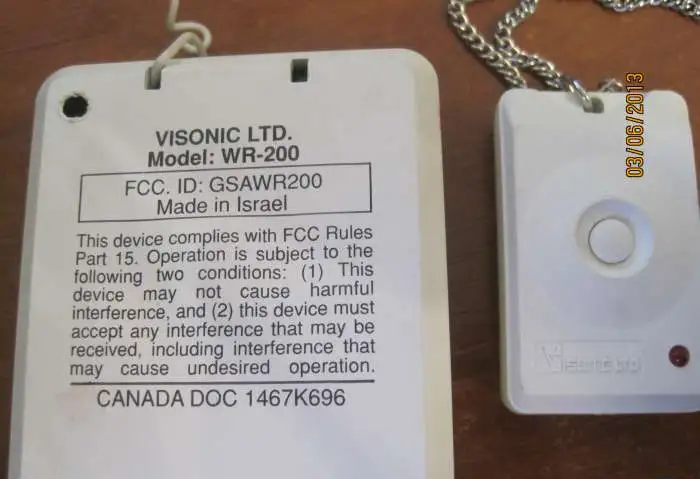 VISONIC LTD.
Model: WR-200
FCC. ID: GSAWR200
Made in Israel
This device complies with FCC Rules
Part 15. Operation is subject to the
following two conditions: (1) This
device may not cause harmful
interference, and (2) this device must
accept any interference that may be
received, including interference that
may cause undesired operation.
CANADA DOC 1467K696
Visonic Ltd
03/06/2013